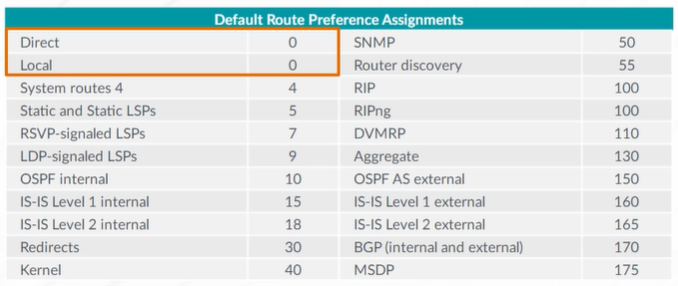 Default Route Preference Assignments
Direct 0 SNMP 50
Local 0 Router discovery 55
System routes 4 4 RIP 100
Static and Static LSPs 5 RIPng 100
RSVP-signaled LSPs 7 DVMRP 110
LDP-signaled LSPs 9 Aggregate 130
OSPF internal 10 OSPF AS external 150
IS-IS Level 1 internal 15 IS-IS Level 1 external 160
IS-IS Level 2 internal 18 IS-IS Level 2 external 165
Redirects 30 BGP (internal and external) 170
Kernel 40 MSDP 175